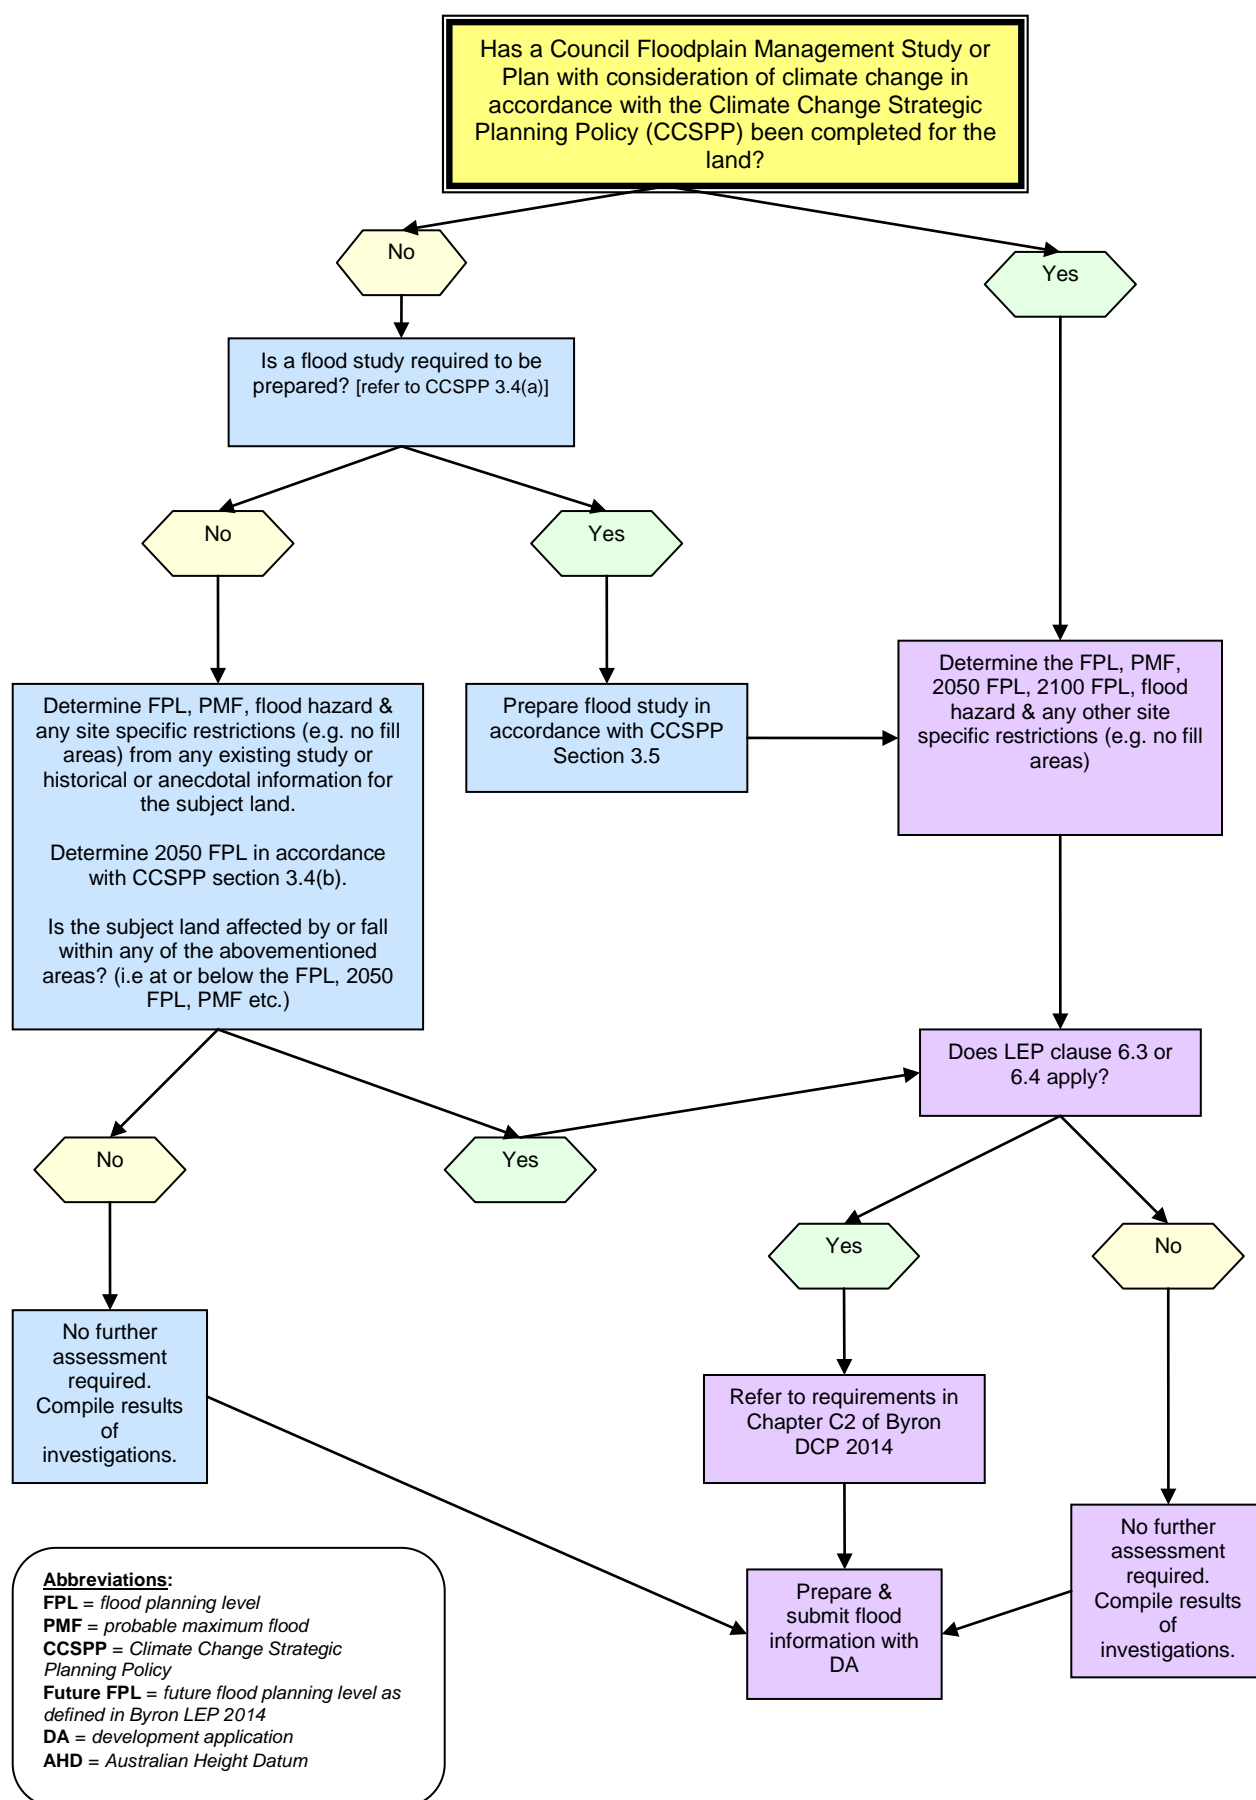 Has a Council Floodplain Management Study or
Plan with consideration of climate change in
accordance with the Climate Change Strategic
Planning Policy (CCSPP) been completed for the
land?
No
Yes
Is a flood study required to be
prepared? [refer to CCSPP 3.4(a)]
No
Yes
Determine FPL, PMF, flood hazard &
any site specific restrictions (e.g. no fill
areas) from any existing study or
historical or anecdotal information for
the subject land.
Determine 2050 FPL in accordance
with CCSPP section 3.4(b).
Is the subject land affected by or fall
within any of the abovementioned
areas? (i.e at or below the FPL, 2050
FPL, PMF etc.)
Prepare flood study in
accordance with CCSPP
Section 3.5
Determine the FPL, PMF,
2050 FPL, 2100 FPL, flood
hazard & any other site
specific restrictions (e.g. no fill
areas)
Does LEP clause 6.3 or
6.4 apply?
No
Yes
Yes
No
No further
assessment
required.
Compile results
of
investigations.
Refer to requirements in
Chapter C2 of Byron
DCP 2014
No further
assessment
required.
Compile results
of
investigations.
Prepare &
submit flood
information with
DA
Abbreviations:
FPL = flood planning level
PMF = probable maximum flood
CCSPP = Climate Change Strategic
Planning Policy
Future FPL = future flood planning level as
defined in Byron LEP 2014
DA = development application
AHD = Australian Height Datum